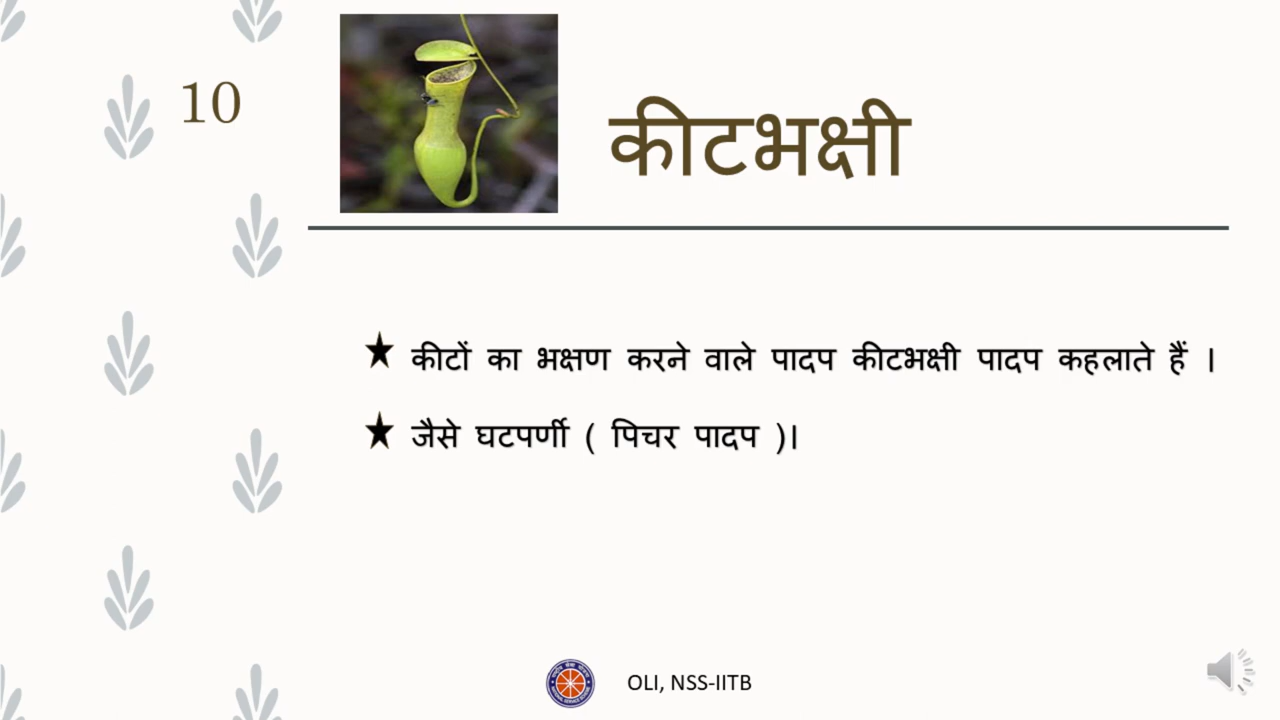 10
कीटभक्षी
★ कीटों का भक्षण करने वाले पादप कीटभक्षी पादप कहलाते हैं ।
★ जैसे घटपर्णी ( पिचर पादप )।
OLI, NSS-IITB